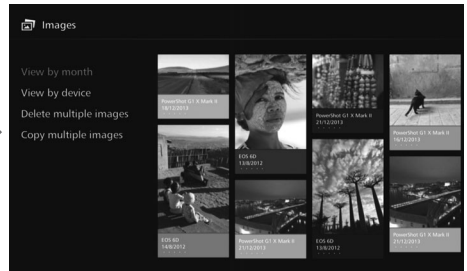 Images
View by month
View by device
Delete multiple images
Copy multiple images
PowerShot G1 X Mark II
18/12/2013
EOS 6D
14/8/2012
EOS 6D
13/8/2012
PowerShot G1 X Mark II
21/12/2013
PowerShot G1 X Mark II
21/12/2013
EOS 6D
13/8/2012
PowerShot G1 X Mark II
16/12/2013
PowerShot G1 X Mark II
21/12/2013